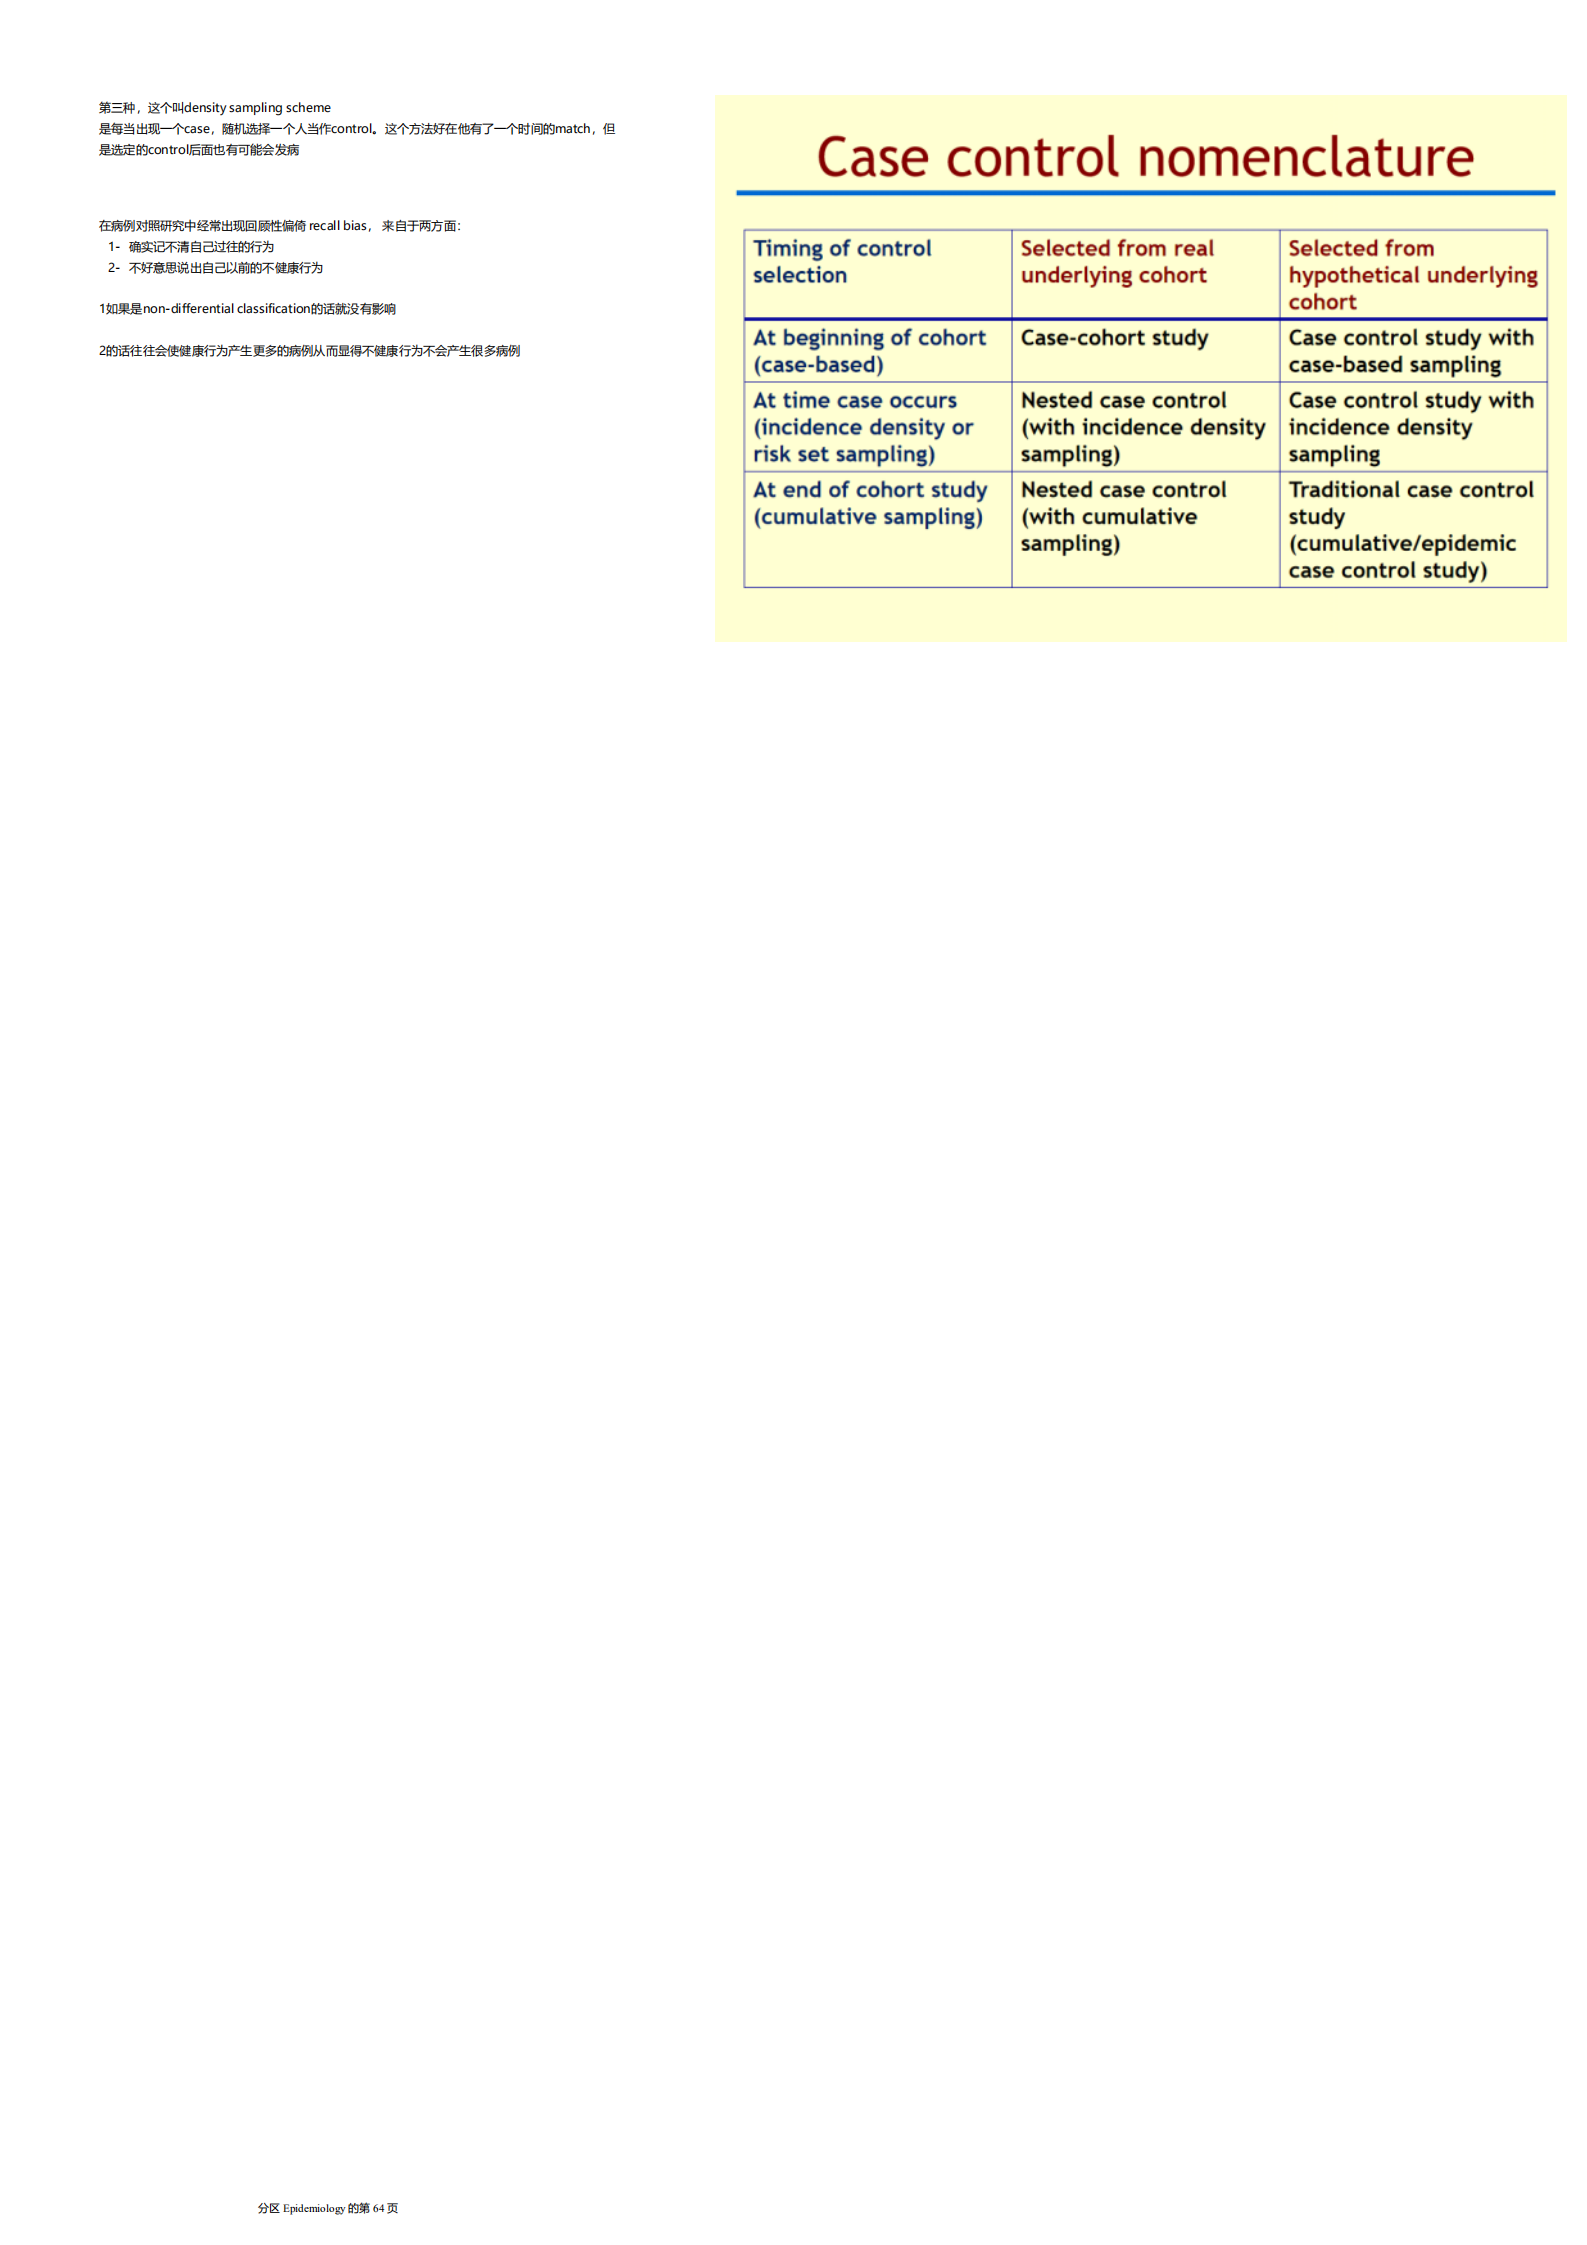 第三种，这个叫density sampling scheme
是每当出现一个case，随机选择一个人当作control。这个方法好在他有了一个时间的match，但
是选定的control后面也有可能会发病
在病例对照研究中经常出现回顾性偏倚 recall bias， 来自于两方面：
1- 确实记不清自己过往的行为
2- 不好意思说出自己以前的不健康行为
1如果是non-differential classification的话就没有影响
2的话往往会使健康行为产生更多的病例从而显得不健康行为不会产生很多病例
Case control nomenclature
Timing of control
selection
Selected from real
underlying cohort
Selected from
hypothetical underlying
cohort
At beginning of cohort
(case-based)
Case-cohort study
Case control study with
case-based sampling
At time case occurs
(incidence density or
risk set sampling)
Nested case control
(with incidence density
sampling)
Case control study with
incidence density
sampling
At end of cohort study
(cumulative sampling)
Nested case control
(with cumulative
sampling)
Traditional case control
study
(cumulative/epidemic
case control study)
分区 Epidemiology 的第 64 页